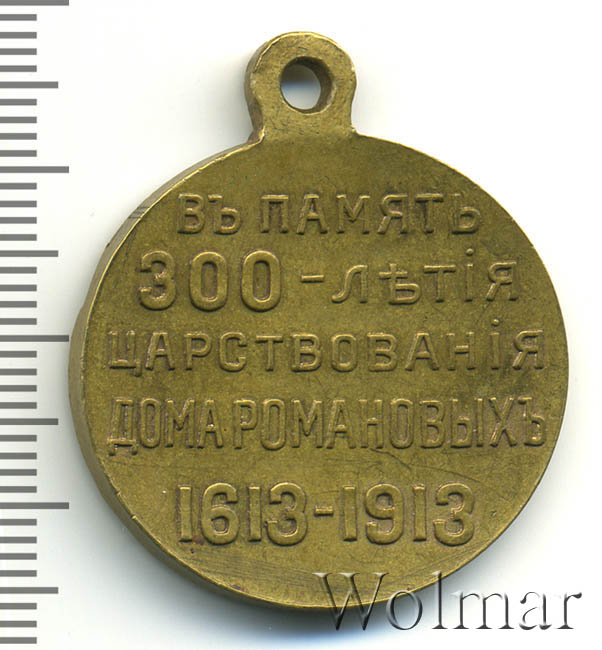 ВЪ ПАМЯТЬ
300-ЛѢТІЯ
ЦАРСТВОВАНІЯ
ДОМА РОМАНОВЫХЪ
1613-1913
Wolmar